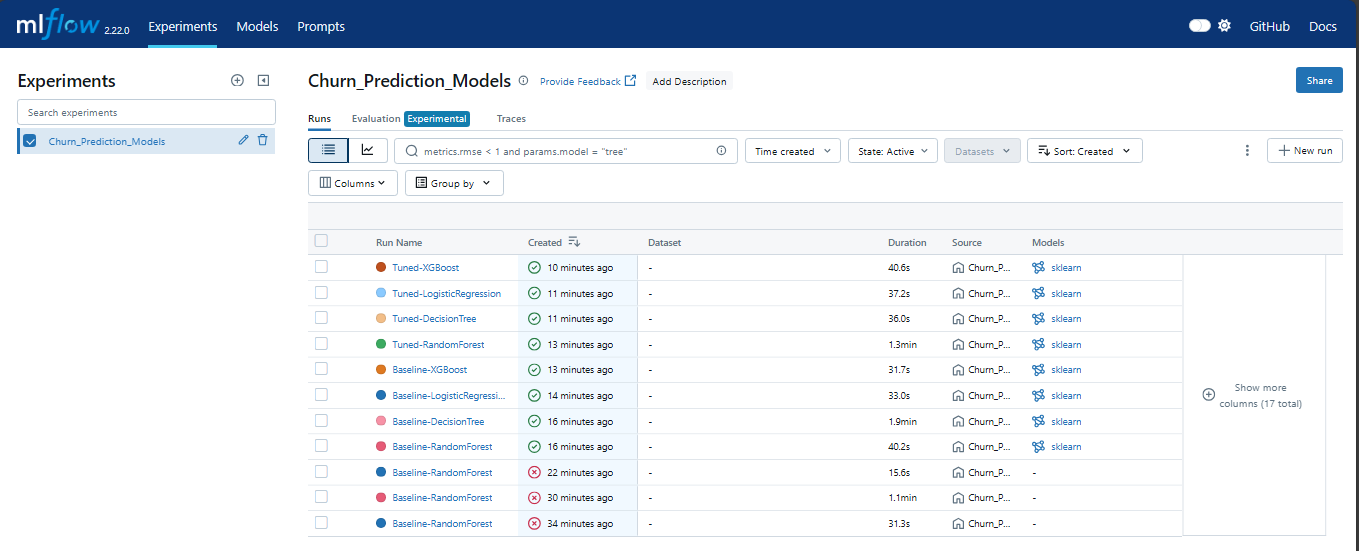 mlflow 2.22.0 Experiments Models Prompts GitHub Docs
Experiments
Search experiments
Churn_Prediction_Models
Churn_Prediction_Models Provide Feedback Add Description Share
Runs Evaluation Experimental Traces
metrics.rmse < 1 and params.model = "tree" Time created State: Active Datasets Sort: Created New run
Columns Group by
Run Name Created Dataset Duration Source Models
Tuned-XGBoost 10 minutes ago - 40.6s Churn_P... sklearn
Tuned-LogisticRegression 11 minutes ago - 37.2s Churn_P... sklearn
Tuned-DecisionTree 11 minutes ago - 36.0s Churn_P... sklearn
Tuned-RandomForest 13 minutes ago - 1.3min Churn_P... sklearn
Baseline-XGBoost 13 minutes ago - 31.7s Churn_P... sklearn
Baseline-LogisticRegressi... 14 minutes ago - 33.0s Churn_P... sklearn
Baseline-DecisionTree 16 minutes ago - 1.9min Churn_P... sklearn
Baseline-RandomForest 16 minutes ago - 40.2s Churn_P... sklearn
Baseline-RandomForest 22 minutes ago - 15.6s Churn_P... -
Baseline-RandomForest 30 minutes ago - 1.1min Churn_P... -
Baseline-RandomForest 34 minutes ago - 31.3s Churn_P... -
Show more
columns (17 total)